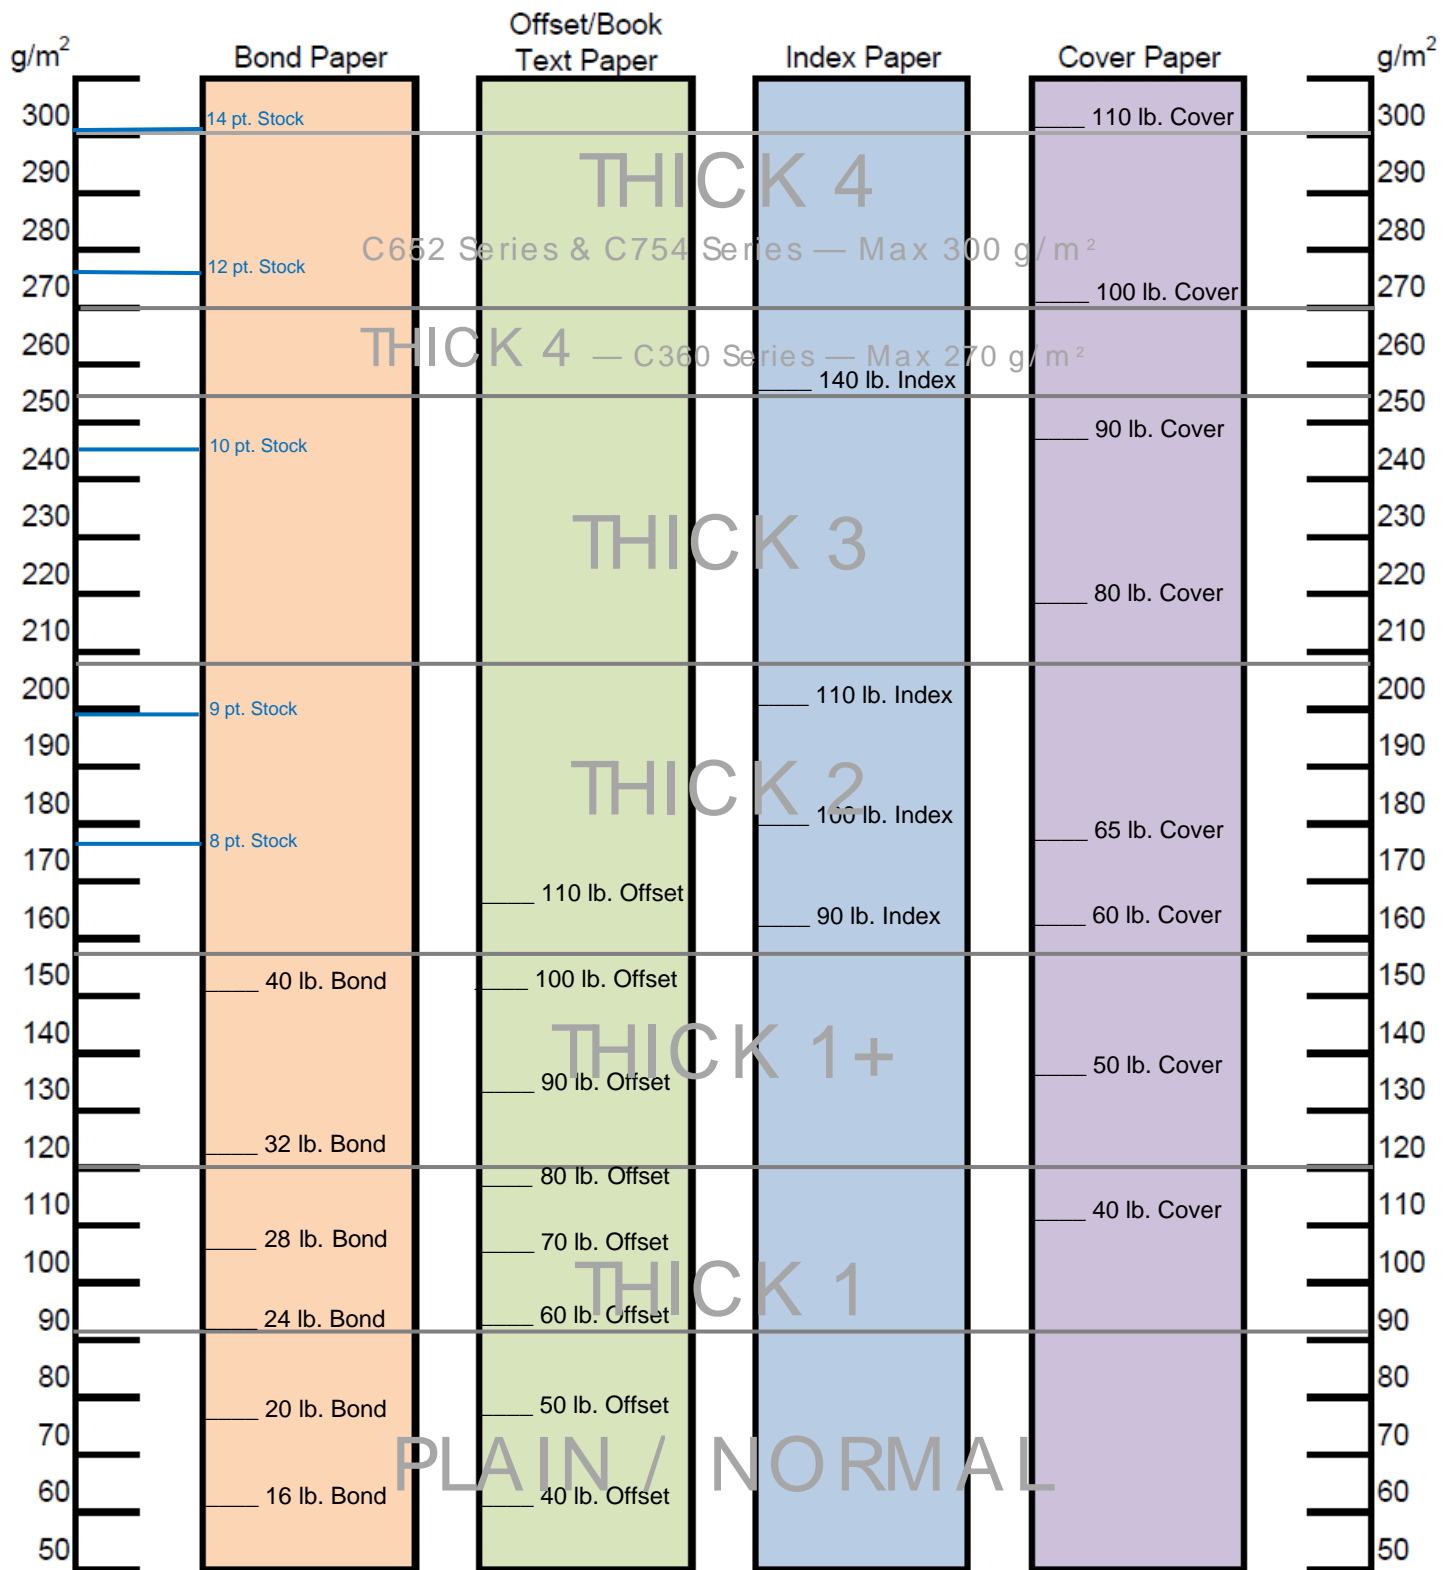 Offset/Book
g/m² Bond Paper Text Paper Index Paper Cover Paper g/m²
300 14 pt. Stock 110 lb. Cover 300
THICK 4
290 290
280 280
C652 Series & C754 Series — Max 300 g/m²
12 pt. Stock
270 100 lb. Cover 270
260 260
THICK 4 — C360 Series — Max 270 g/m²
140 lb. Index
250 250
90 lb. Cover
10 pt. Stock
240 240
230 230
THICK 3
220 220
80 lb. Cover
210 210
200 110 lb. Index 200
9 pt. Stock
190 190
THICK 2
180 180
100 lb. Index
65 lb. Cover
8 pt. Stock
170 170
110 lb. Offset
160 90 lb. Index 60 lb. Cover 160
150 150
40 lb. Bond 100 lb. Offset
140 140
THICK 1+
50 lb. Cover
90 lb. Offset
130 130
120 32 lb. Bond 120
80 lb. Offset
110 40 lb. Cover 110
28 lb. Bond 70 lb. Offset
100 100
THICK 1
90 24 lb. Bond 60 lb. Offset 90
80 80
20 lb. Bond 50 lb. Offset
70 70
PLAIN / NORMAL
60 16 lb. Bond 40 lb. Offset 60
50 50